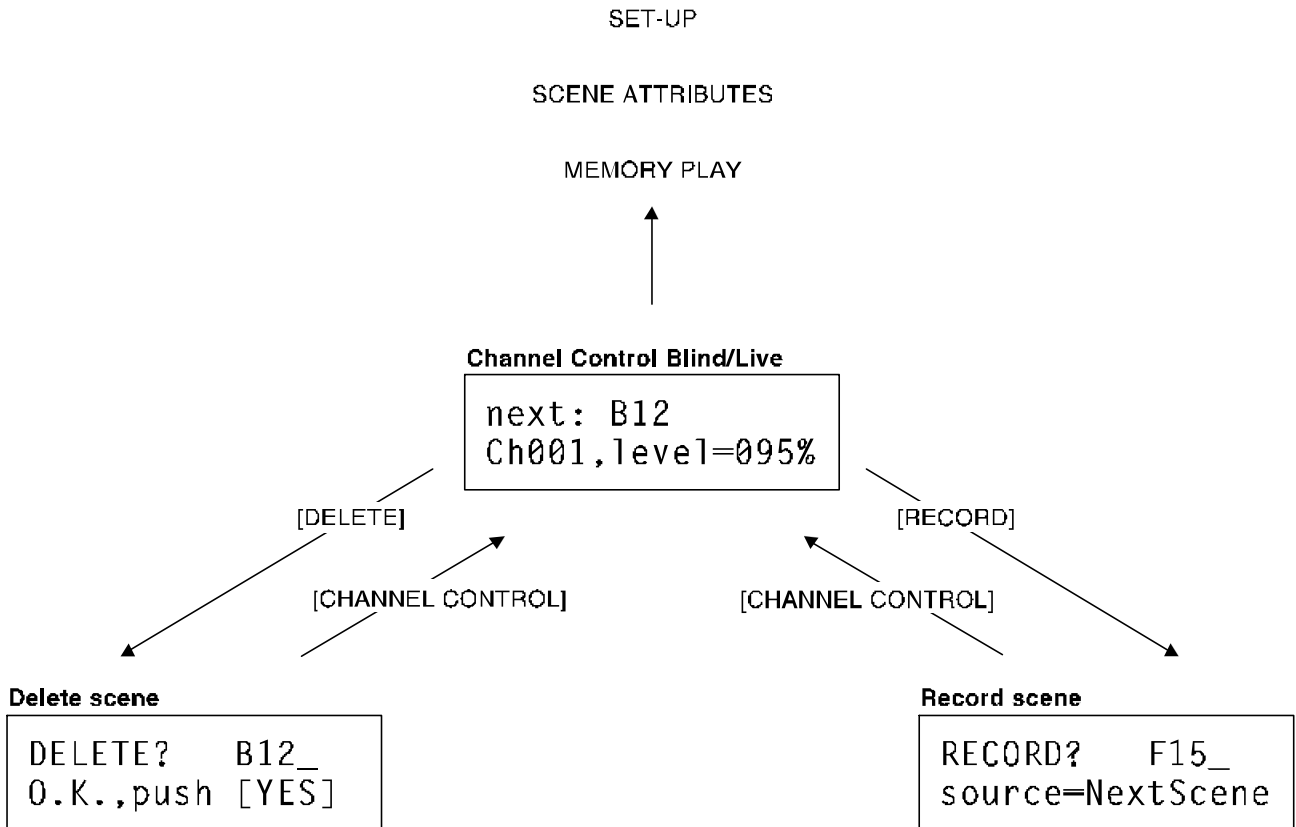 SET-UP
SCENE ATTRIBUTES
MEMORY PLAY
Channel Control Blind/Live
next: B12
Ch001,level=095%
[DELETE]
[RECORD]
[CHANNEL CONTROL]
[CHANNEL CONTROL]
Delete scene
DELETE? B12_
O.K.,push [YES]
Record scene
RECORD? F15_
source=NextScene